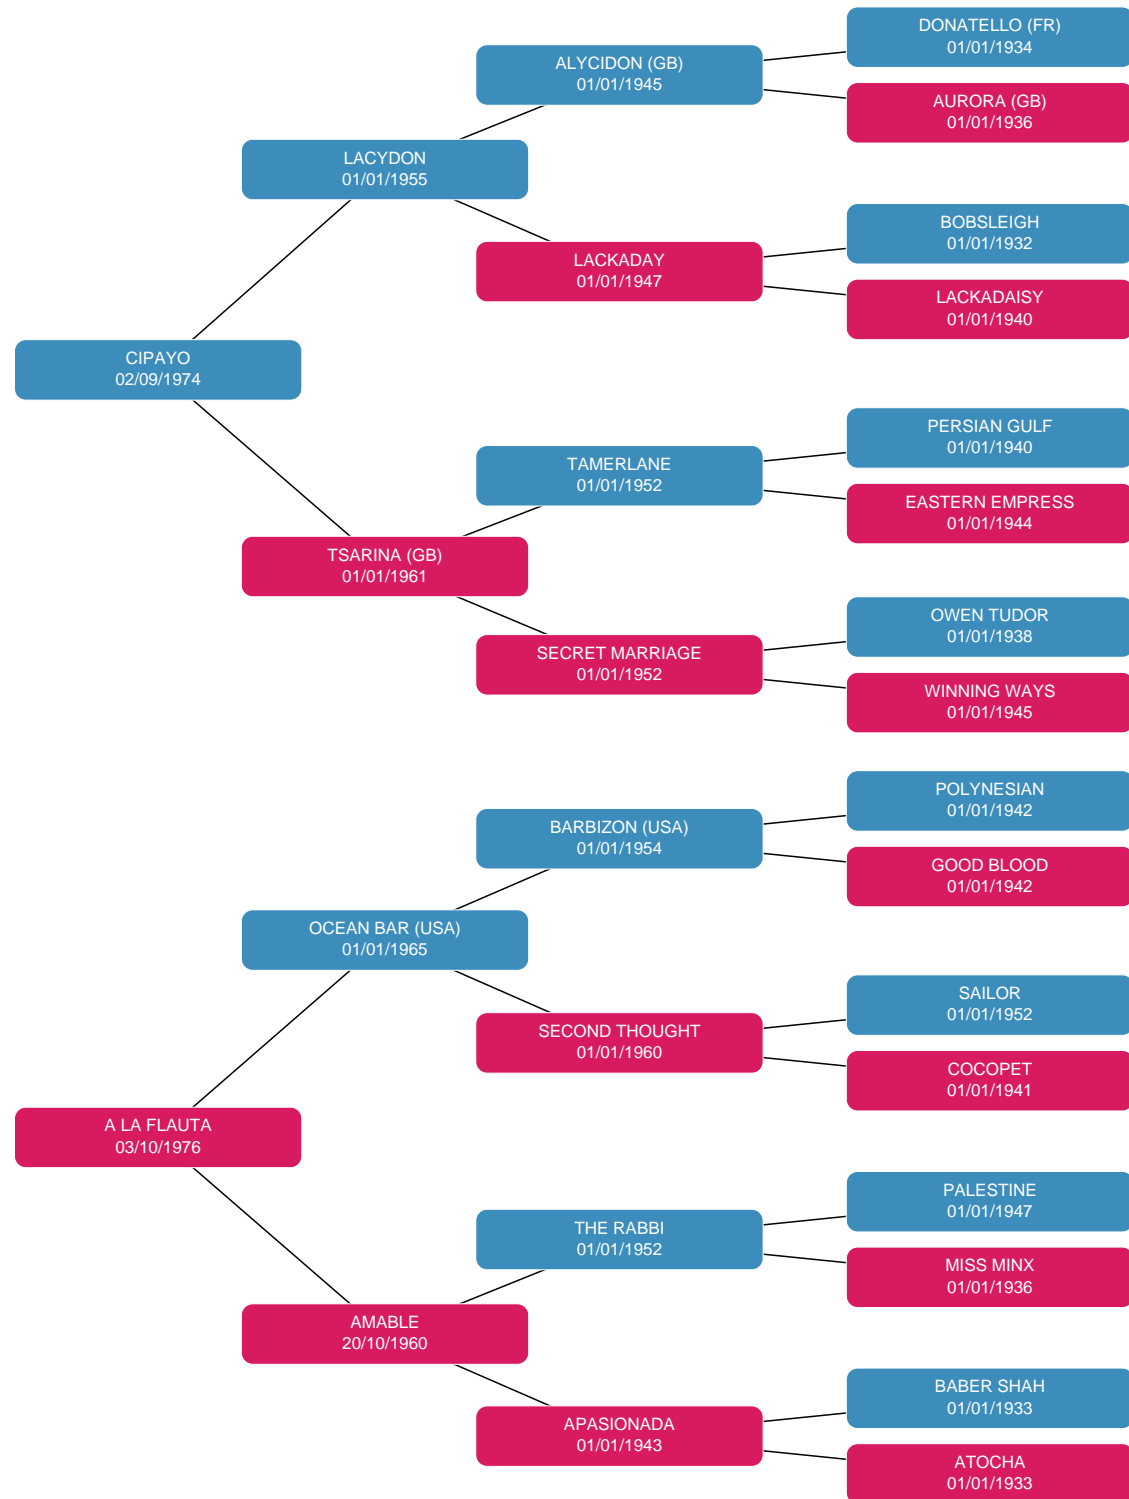 DONATELLO (FR)
01/01/1934
ALYCIDON (GB)
01/01/1945
AURORA (GB)
01/01/1936
LACYDON
01/01/1955
BOBSLEIGH
01/01/1932
LACKADAY
01/01/1947
LACKADAISY
01/01/1940
CIPAYO
02/09/1974
PERSIAN GULF
01/01/1940
TAMERLANE
01/01/1952
EASTERN EMPRESS
01/01/1944
TSARINA (GB)
01/01/1961
OWEN TUDOR
01/01/1938
SECRET MARRIAGE
01/01/1952
WINNING WAYS
01/01/1945
POLYNESIAN
01/01/1942
BARBIZON (USA)
01/01/1954
GOOD BLOOD
01/01/1942
OCEAN BAR (USA)
01/01/1965
SAILOR
01/01/1952
SECOND THOUGHT
01/01/1960
COCOPET
01/01/1941
A LA FLAUTA
03/10/1976
PALESTINE
01/01/1947
THE RABBI
01/01/1952
MISS MINX
01/01/1936
AMABLE
20/10/1960
BABER SHAH
01/01/1933
APASIONADA
01/01/1943
ATOCHA
01/01/1933